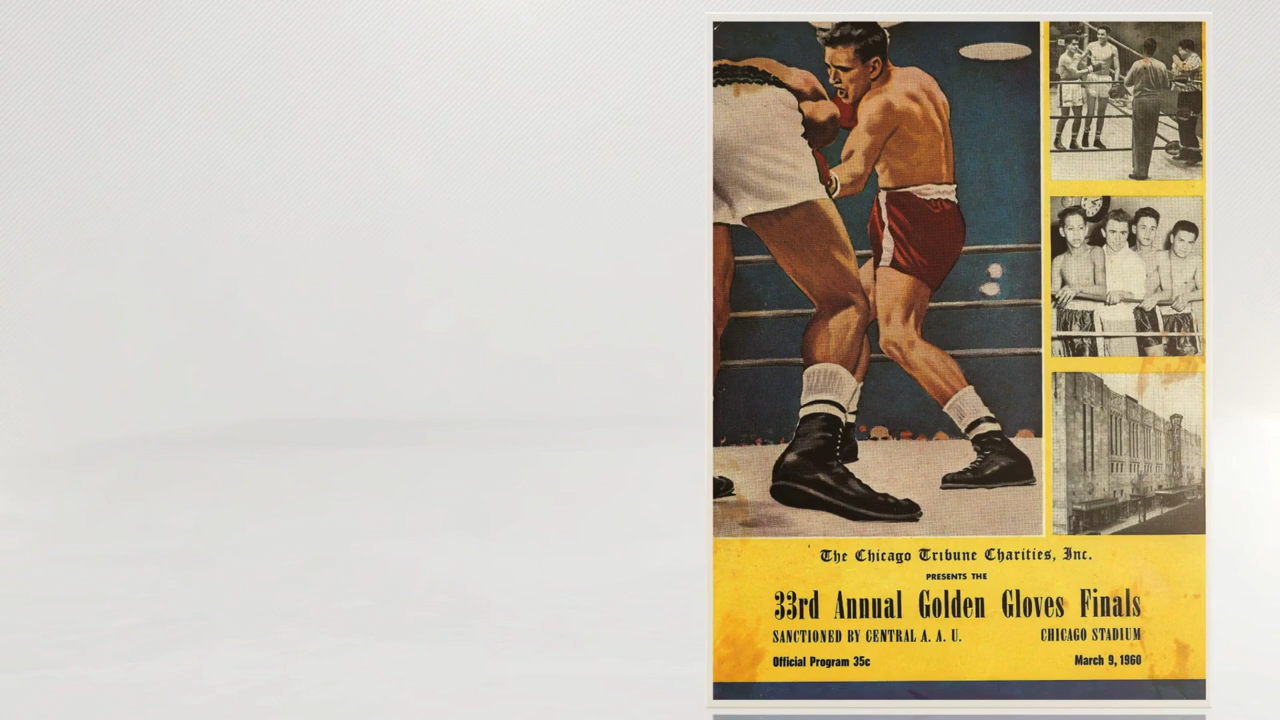 The Chicago Tribune Charities, Inc.
PRESENTS THE
33rd Annual Golden Gloves Finals
SANCTIONED BY CENTRAL A. A. U. CHICAGO STADIUM
Official Program 35c March 9, 1960